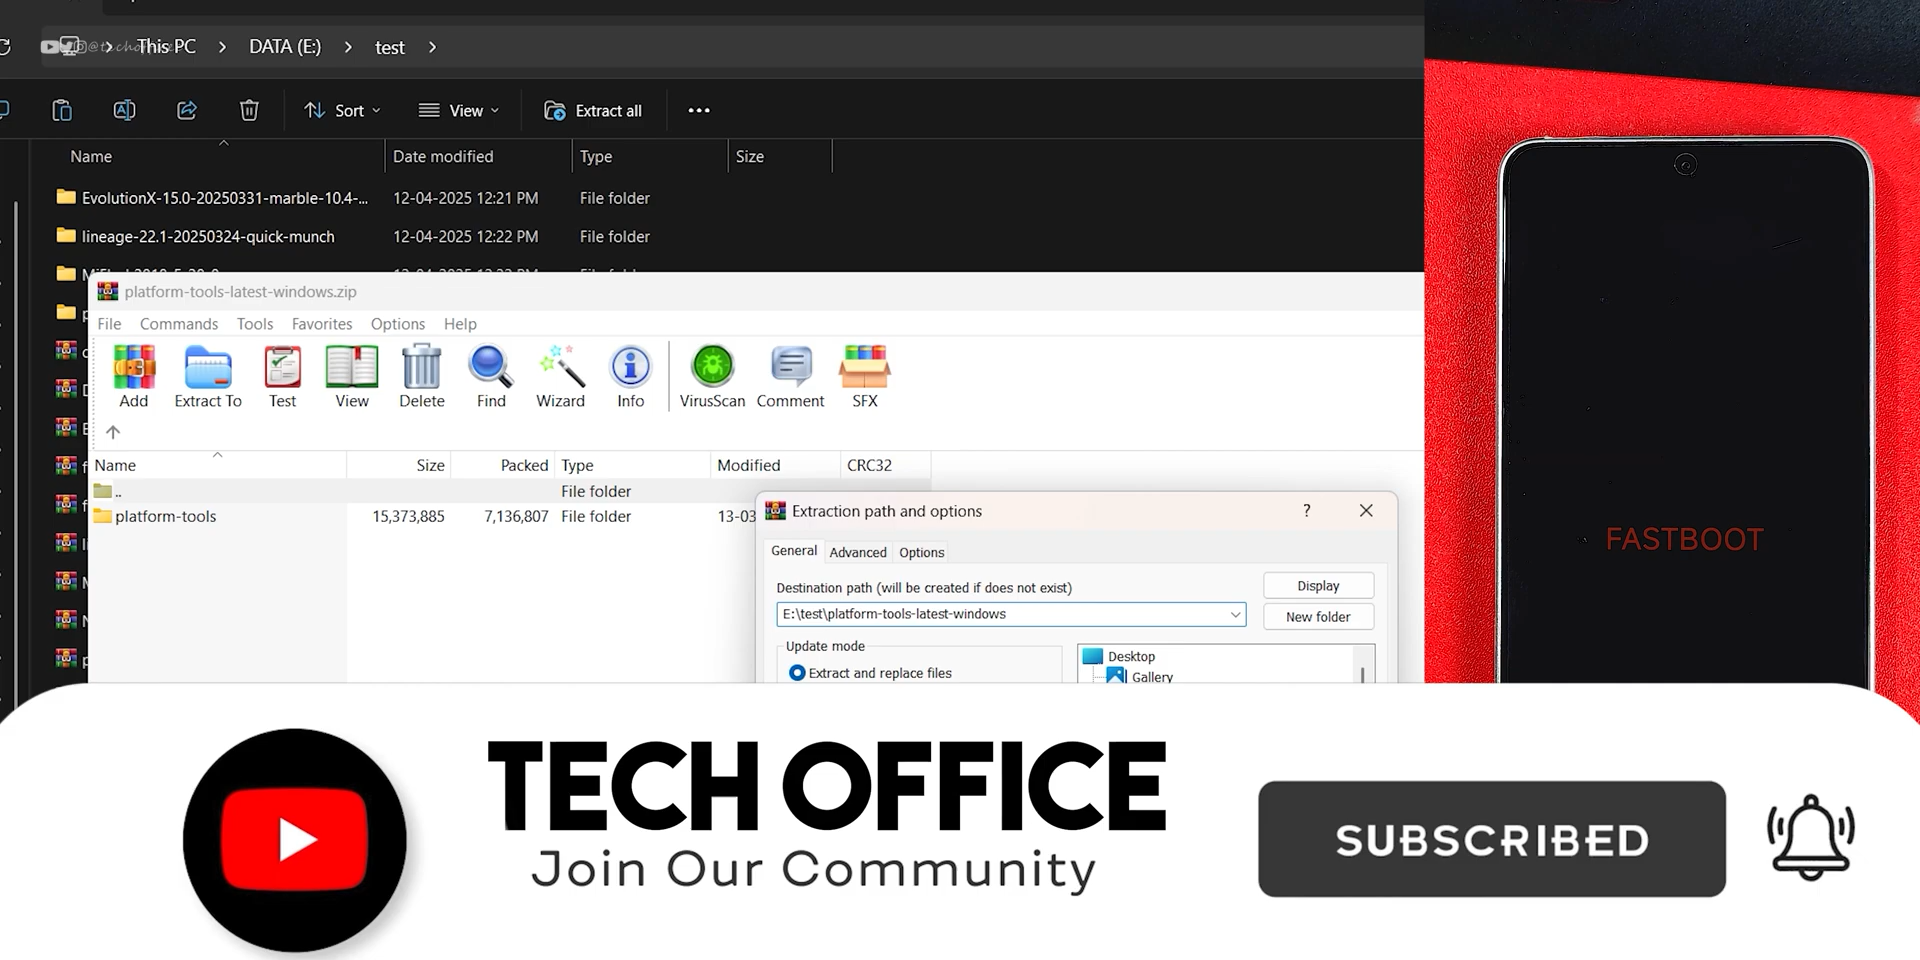 @techoffice
This PC > DATA (E:) > test >
Sort
View
Extract all
Name
Date modified
Type
Size
EvolutionX-15.0-20250331-marble-10.4-...
12-04-2025 12:21 PM
File folder
lineage-22.1-20250324-quick-munch
12-04-2025 12:22 PM
File folder
platform-tools-latest-windows.zip
File Commands Tools Favorites Options Help
Add
Extract To
Test
View
Delete
Find
Wizard
Info
VirusScan
Comment
SFX
Name
Size
Packed
Type
Modified
CRC32
..
File folder
platform-tools
15,373,885
7,136,807
File folder
13-03
Extraction path and options
?
General
Advanced
Options
Destination path (will be created if does not exist)
Display
E:\test\platform-tools-latest-windows
New folder
Update mode
Desktop
Extract and replace files
Gallery
FASTBOOT
TECH OFFICE
Join Our Community
SUBSCRIBED